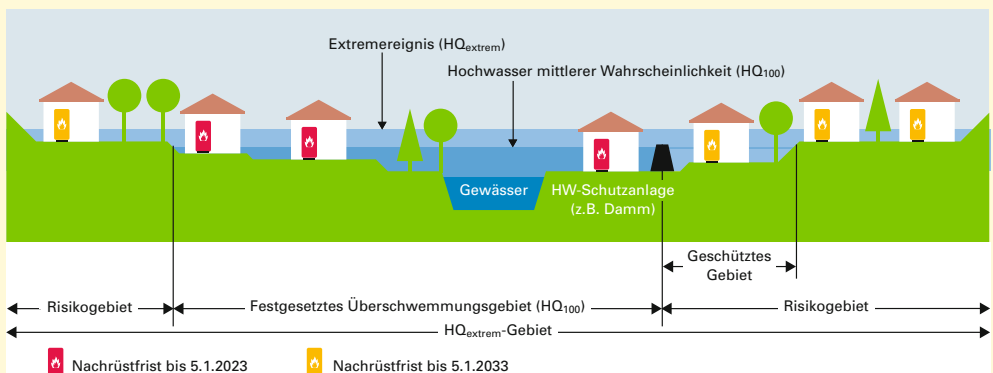 Extremereignis (HQextrem)
Hochwasser mittlerer Wahrscheinlichkeit (HQ100)
Gewässer
HW-Schutzanlage
(z.B. Damm)
Geschütztes
Gebiet
Risikogebiet
Festgesetztes Überschwemmungsgebiet (HQ100)
Risikogebiet
HQextrem-Gebiet
Nachrüstfrist bis 5.1.2023
Nachrüstfrist bis 5.1.2033